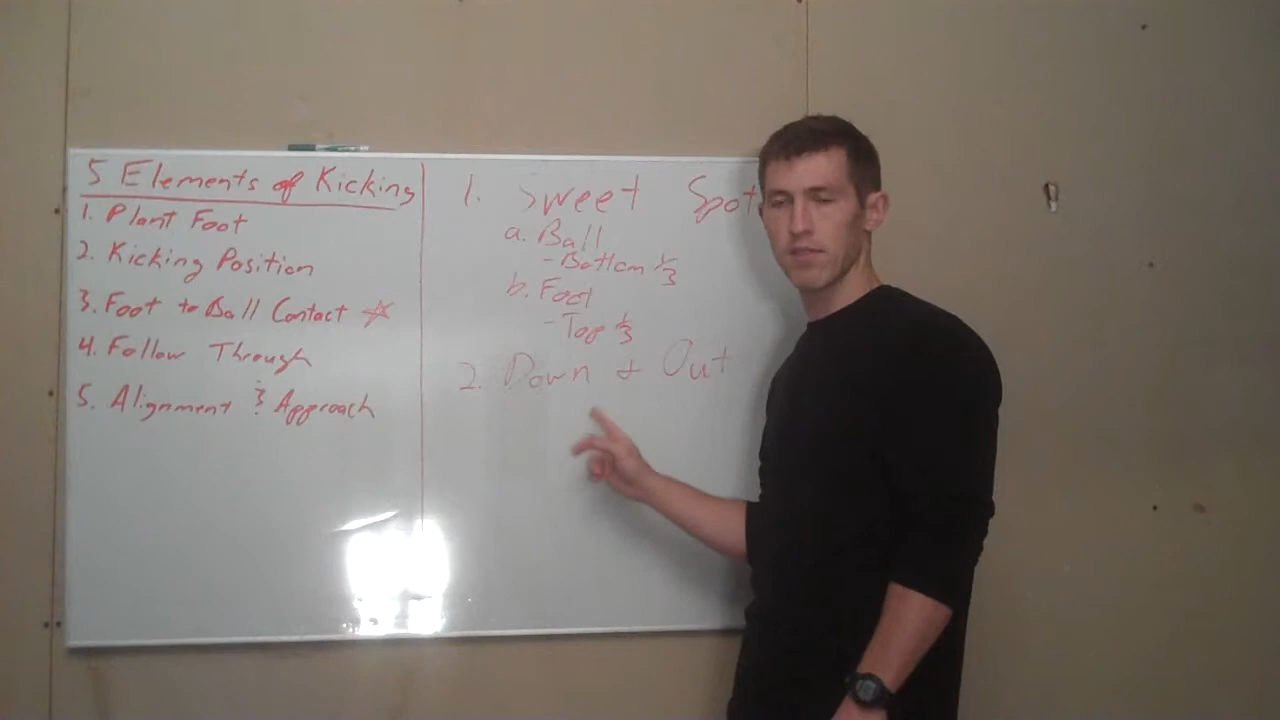 5 Elements of Kicking
1. Plant Foot
2. Kicking Position
3. Foot to Ball Contact ☆
4. Follow Through
5. Alignment & Approach
1. Sweet Spot
a. Ball
- Bottom 1/3
b. Foot
- Top 1/3
2. Down & Out